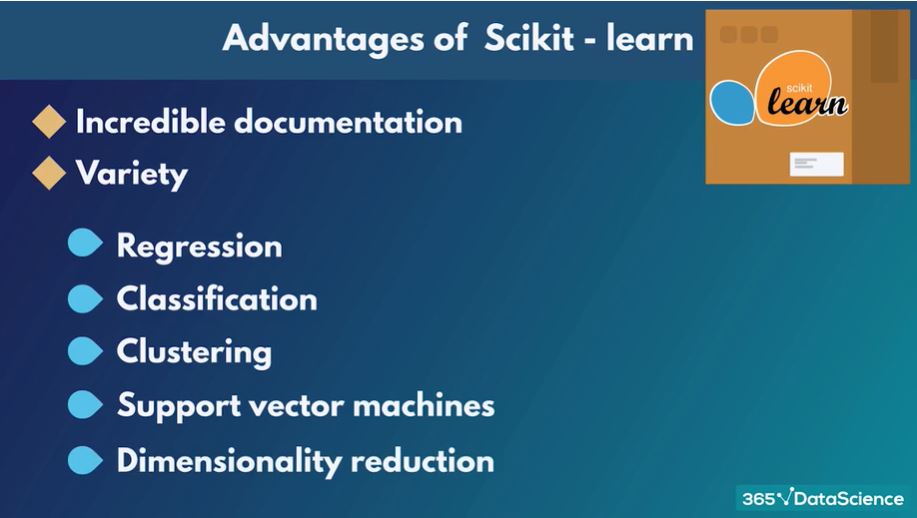 Advantages of Scikit - learn
scikit
learn
Incredible documentation
Variety
Regression
Classification
Clustering
Support vector machines
Dimensionality reduction
365 DataScience